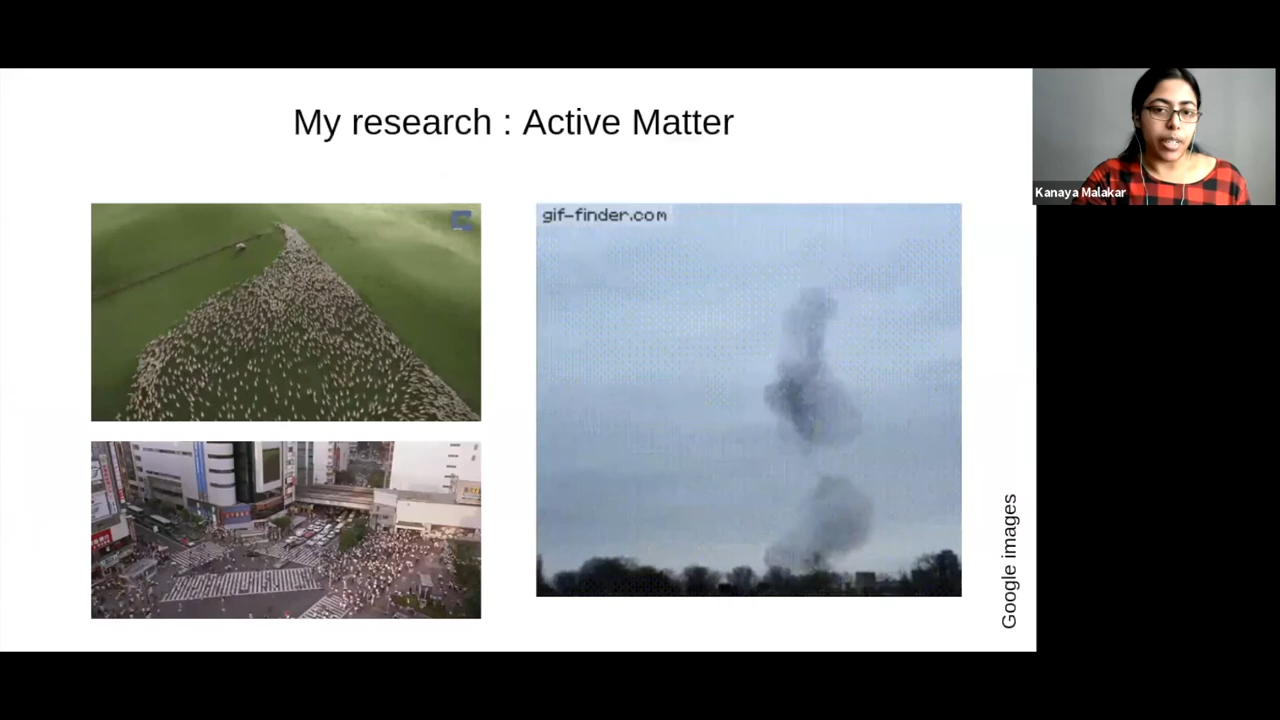 My research : Active Matter
Kanaya Malakar
gif-finder.com
Google images